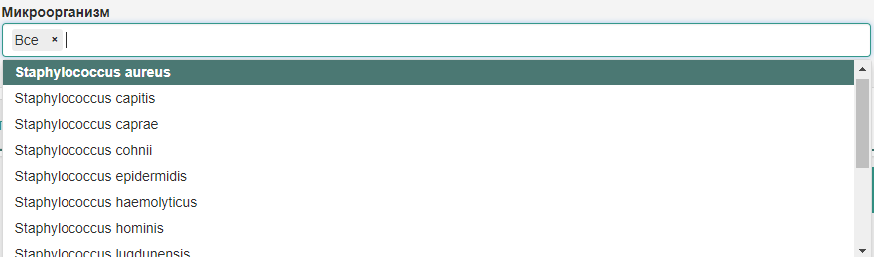 Микроорганизм
Все ×
Staphylococcus aureus
Staphylococcus capitis
Staphylococcus caprae
Staphylococcus cohnii
Staphylococcus epidermidis
Staphylococcus haemolyticus
Staphylococcus hominis
Staphylococcus lugdunensis